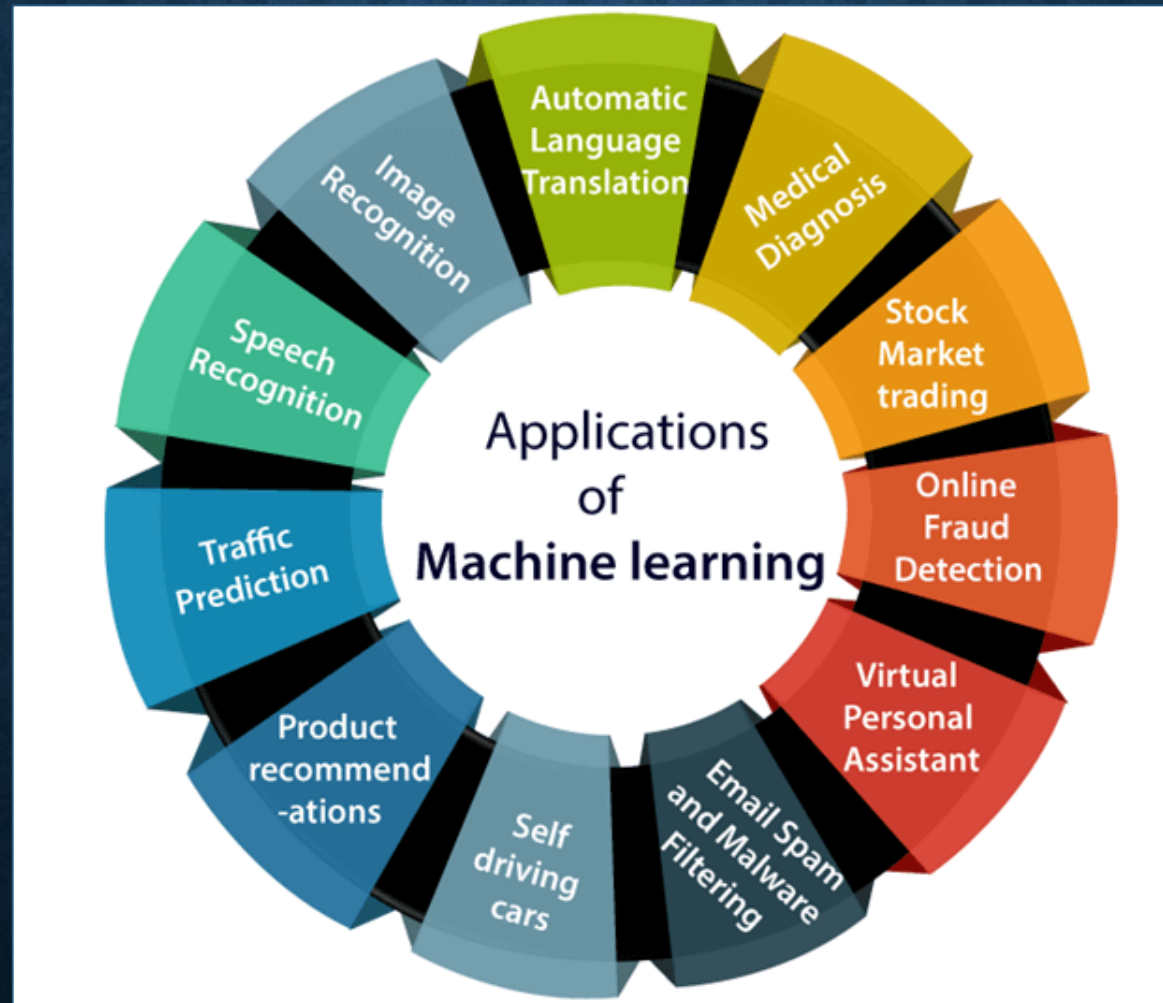 Applications
of
Machine learning
Automatic
Language
Translation
Medical
Diagnosis
Stock
Market
trading
Online
Fraud
Detection
Virtual
Personal
Assistant
Email Spam
and Malware
Filtering
Self
driving
cars
Product
recommend
-ations
Traffic
Prediction
Speech
Recognition
Image
Recognition